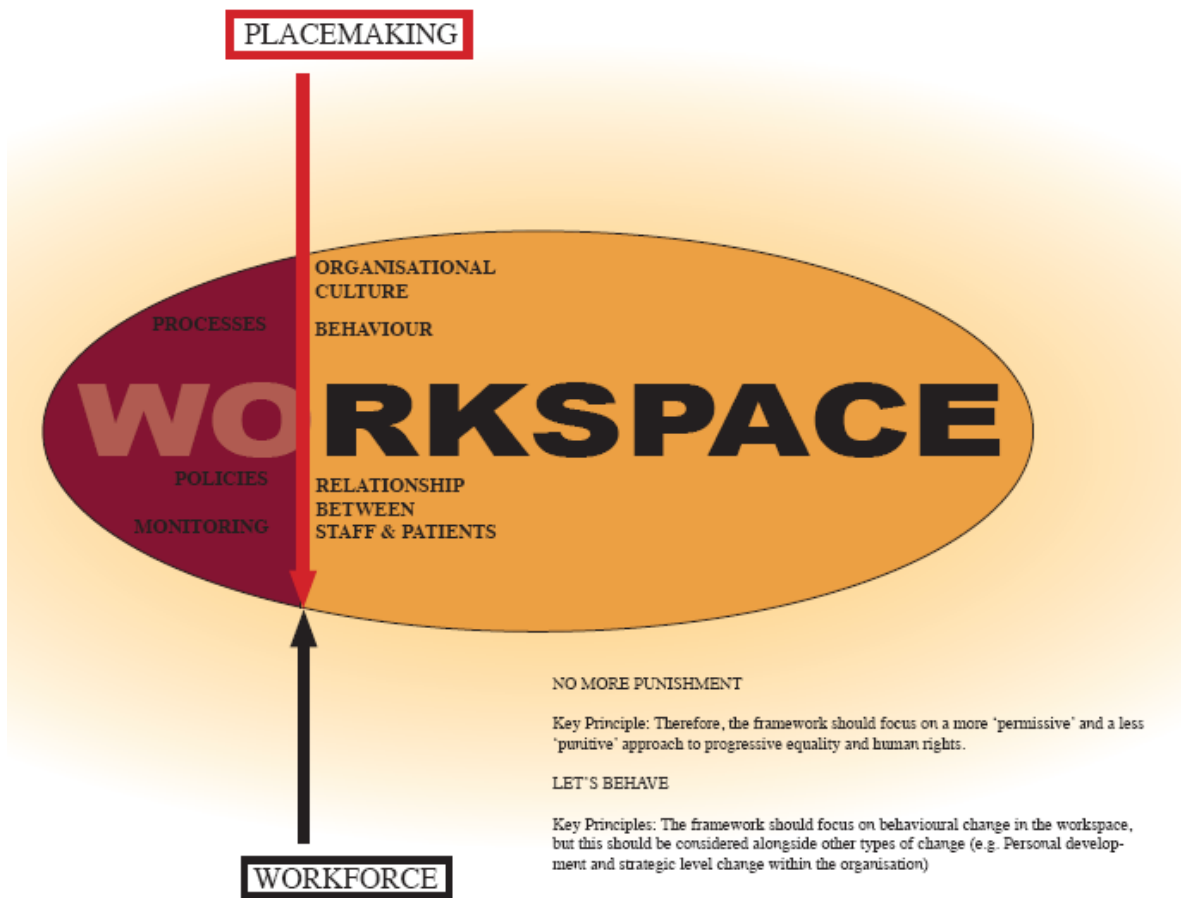 PLACEMAKING
ORGANISATIONAL
CULTURE
PROCESSES
BEHAVIOUR
WORKSPACE
POLICIES
MONITORING
RELATIONSHIP
BETWEEN
STAFF & PATIENTS
NO MORE PUNISHMENT
Key Principle: Therefore, the framework should focus on a more ‘permissive’ and a less
‘punitive’ approach to progressive equality and human rights.
LET’S BEHAVE
Key Principles: The framework should focus on behavioural change in the workspace,
but this should be considered alongside other types of change (e.g. Personal develop-
ment and strategic level change within the organisation)
WORKFORCE